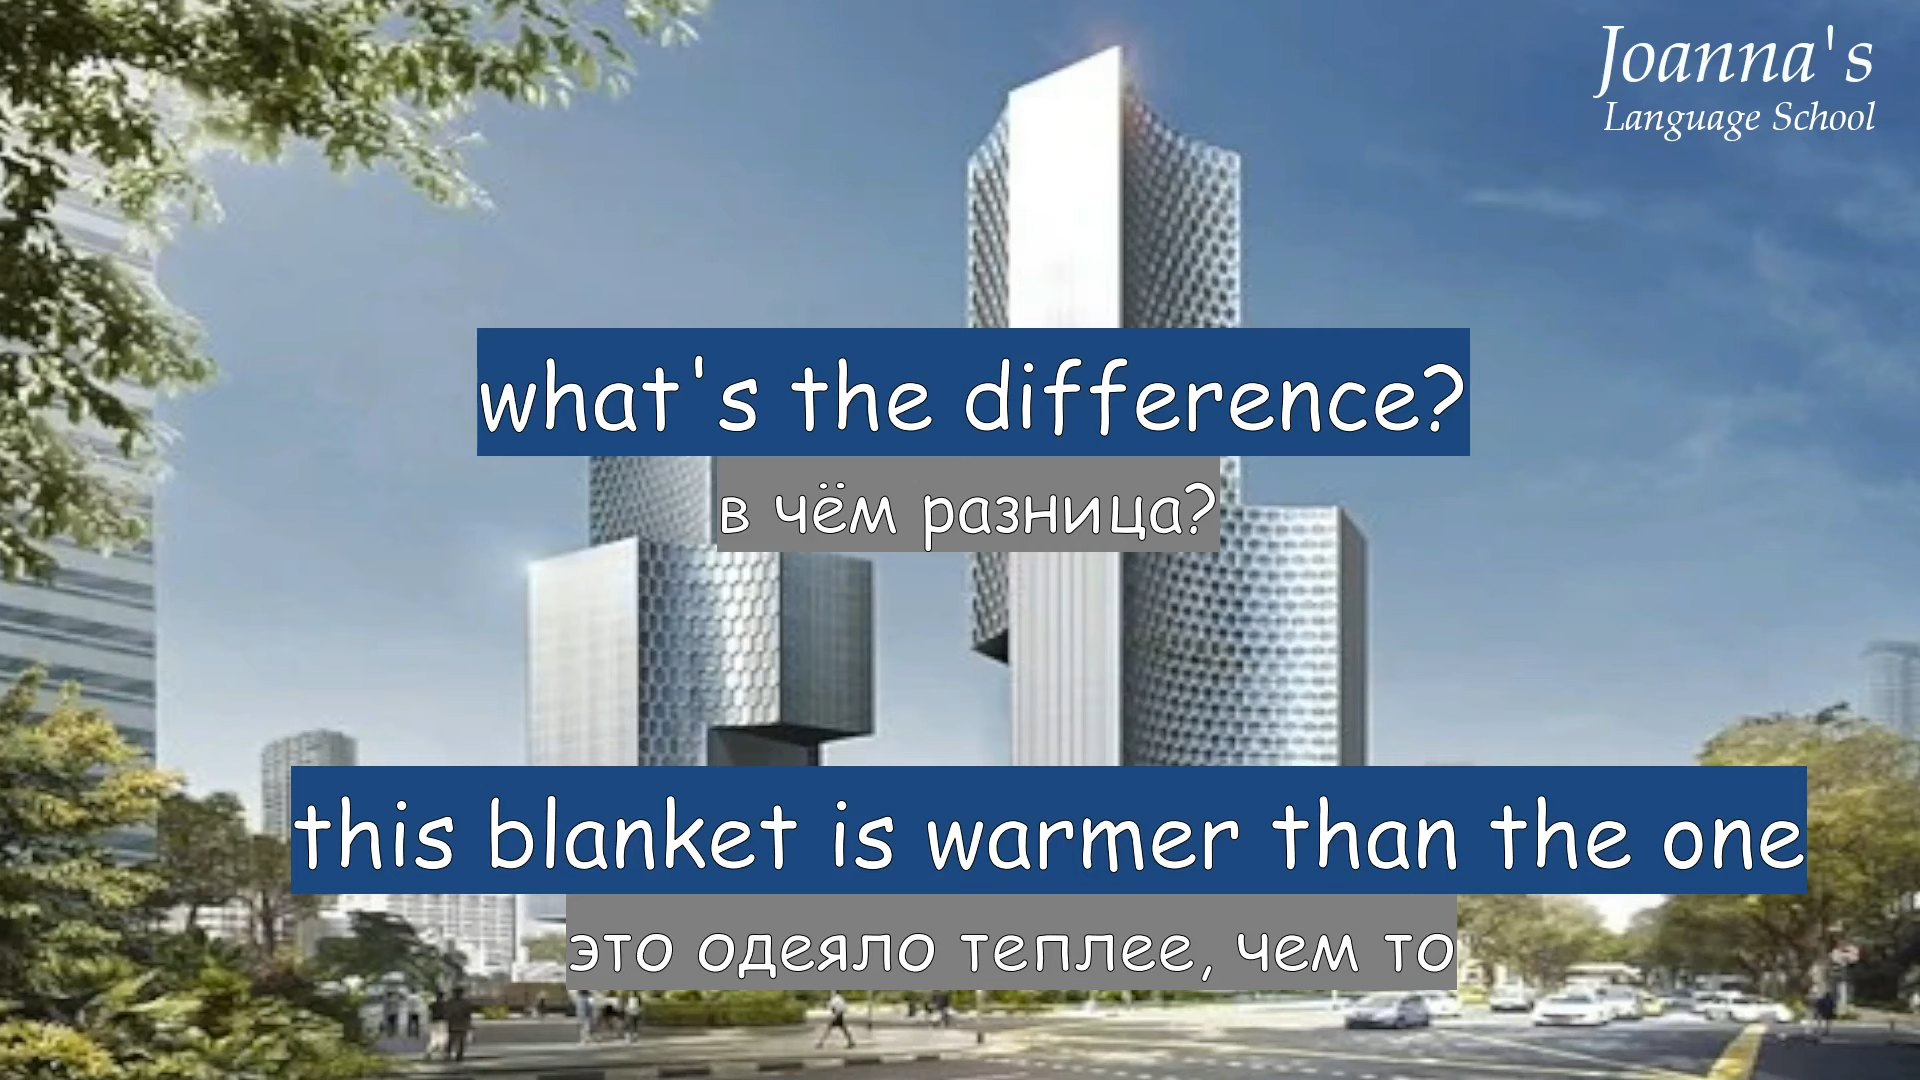 Joanna's
Language School
what's the difference?
в чём разница?
this blanket is warmer than the one
это одеяло теплее, чем то